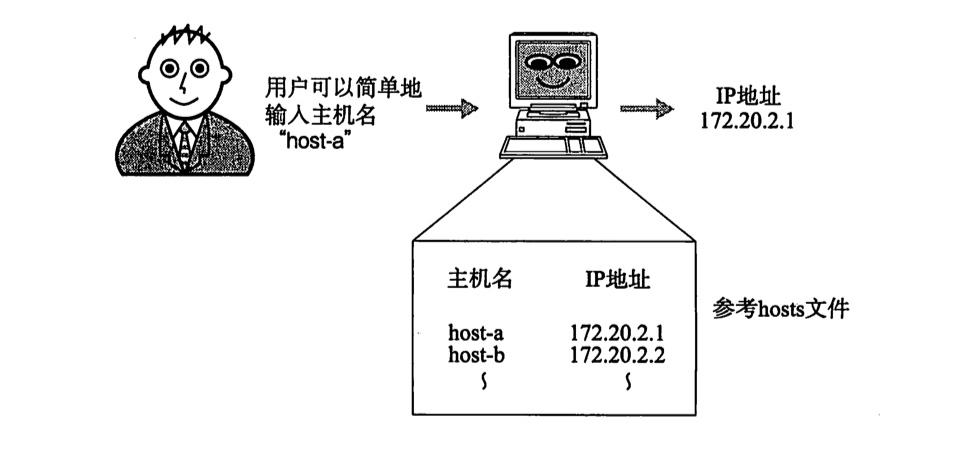 用户可以简单地
输入主机名
“host-a”
IP地址
172.20.2.1
主机名 IP地址
host-a 172.20.2.1
host-b 172.20.2.2
参考hosts文件